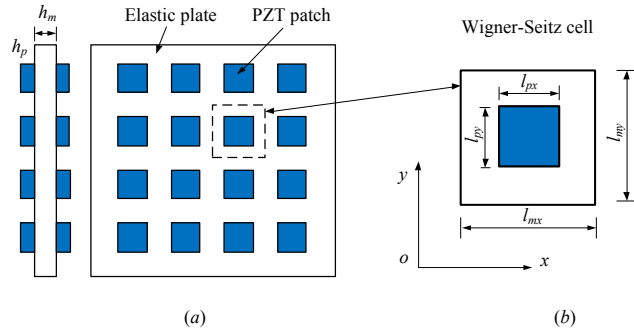 h_m
h_p
Elastic plate
PZT patch
Wigner-Seitz cell
l_px
l_py
l_my
y
l_mx
o
x
(a)
(b)